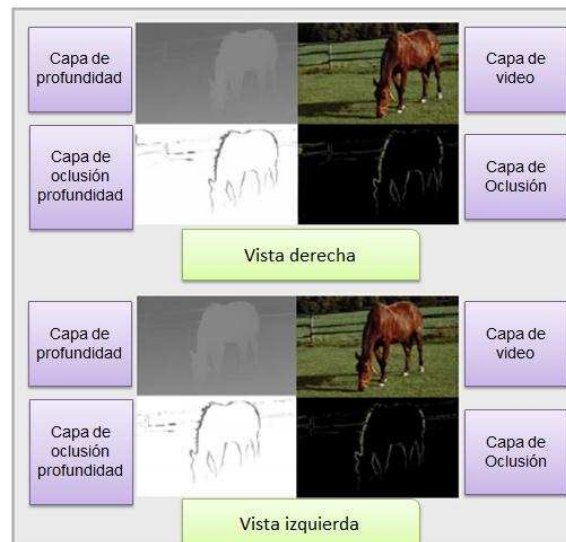 Capa de
profundidad
Capa de
video
Capa de
oclusión
profundidad
Capa de
Oclusión
Vista derecha
Capa de
profundidad
Capa de
video
Capa de
oclusión
profundidad
Capa de
Oclusión
Vista izquierda